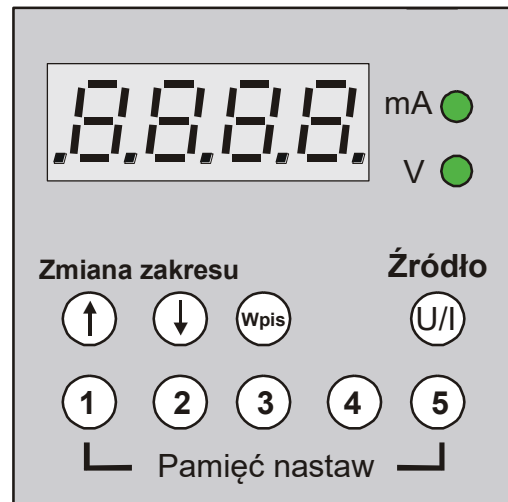 8.8.8.8.
mA
V
Zmiana zakresu
Źródło
↑ ↓ Wpis U/I
1 2 3 4 5
Pamięć nastaw